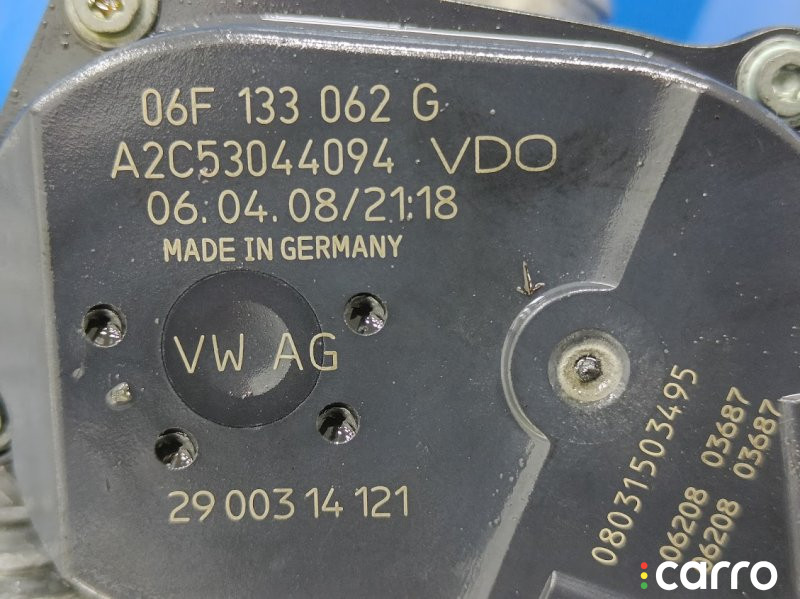 06F 133 062 G
A2C53044094 VDO
06.04.08/21:18
MADE IN GERMANY
VW AG
29 003 14 121
08031503495
06208 03687
06208 03687
carro